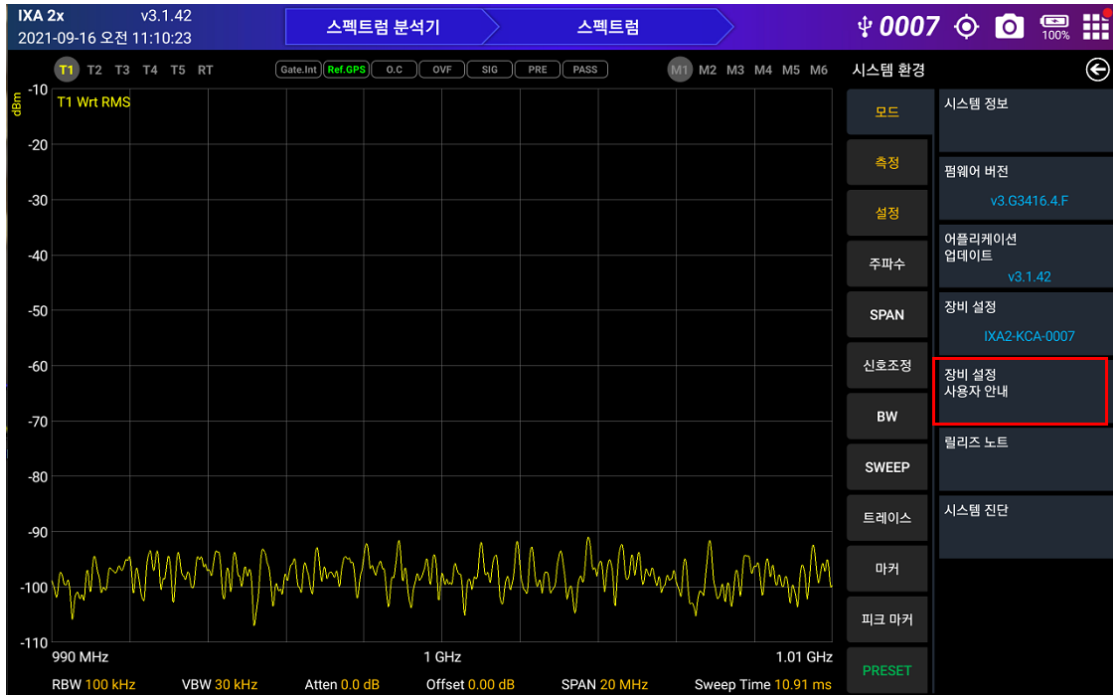 IXA 2x v3.1.42
2021-09-16 오전 11:10:23
스펙트럼 분석기
스펙트럼
0007
100%
T1 T2 T3 T4 T5 RT
Gate.Int Ref.GPS O.C OVF SIG PRE PASS
M1 M2 M3 M4 M5 M6
dBm
T1 Wrt RMS
-10
-20
-30
-40
-50
-60
-70
-80
-90
-100
-110
990 MHz 1 GHz 1.01 GHz
RBW 100 kHz VBW 30 kHz Atten 0.0 dB Offset 0.00 dB SPAN 20 MHz Sweep Time 10.91 ms
시스템 환경
모드
측정
설정
주파수
SPAN
신호조정
BW
SWEEP
트레이스
마커
피크 마커
PRESET
시스템 정보
펌웨어 버전
v3.G3416.4.F
어플리케이션
업데이트
v3.1.42
장비 설정
IXA2-KCA-0007
장비 설정
사용자 안내
릴리즈 노트
시스템 진단